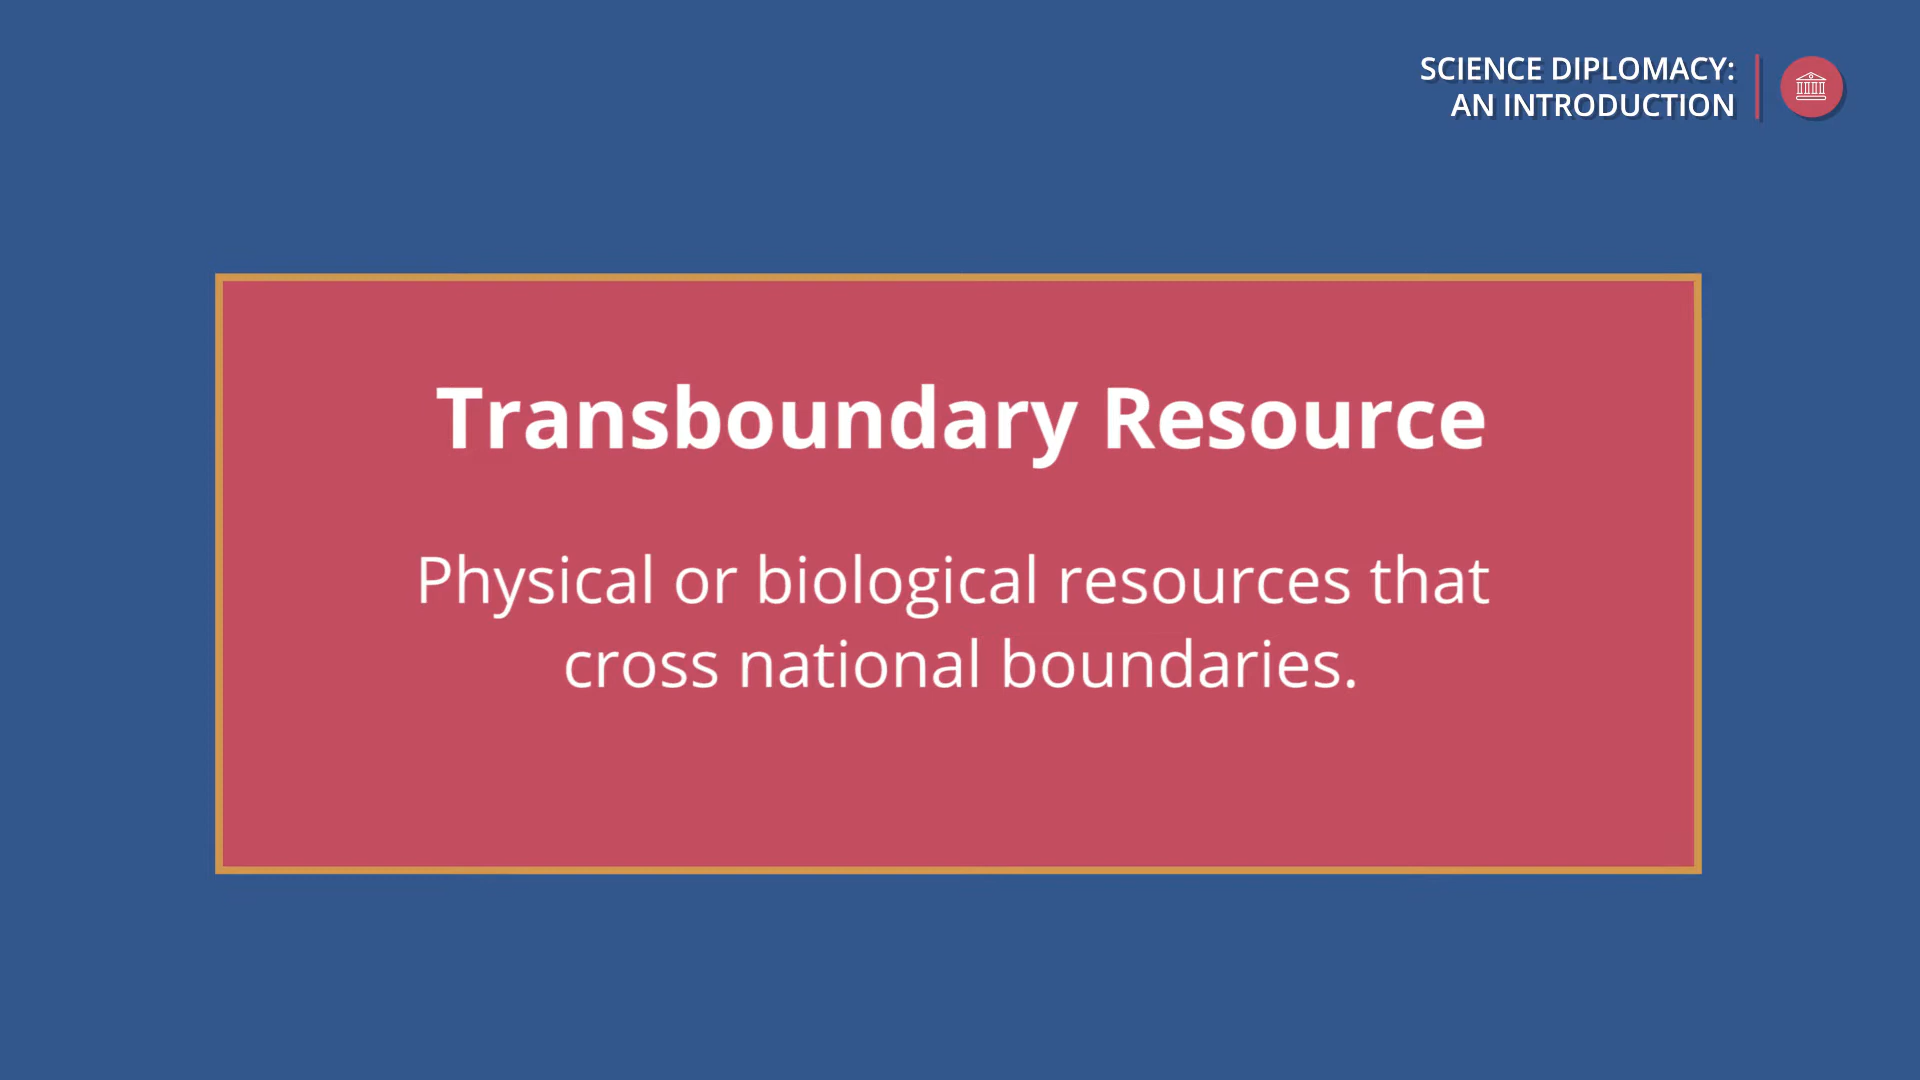 SCIENCE DIPLOMACY:
AN INTRODUCTION
Transboundary Resource
Physical or biological resources that
cross national boundaries.